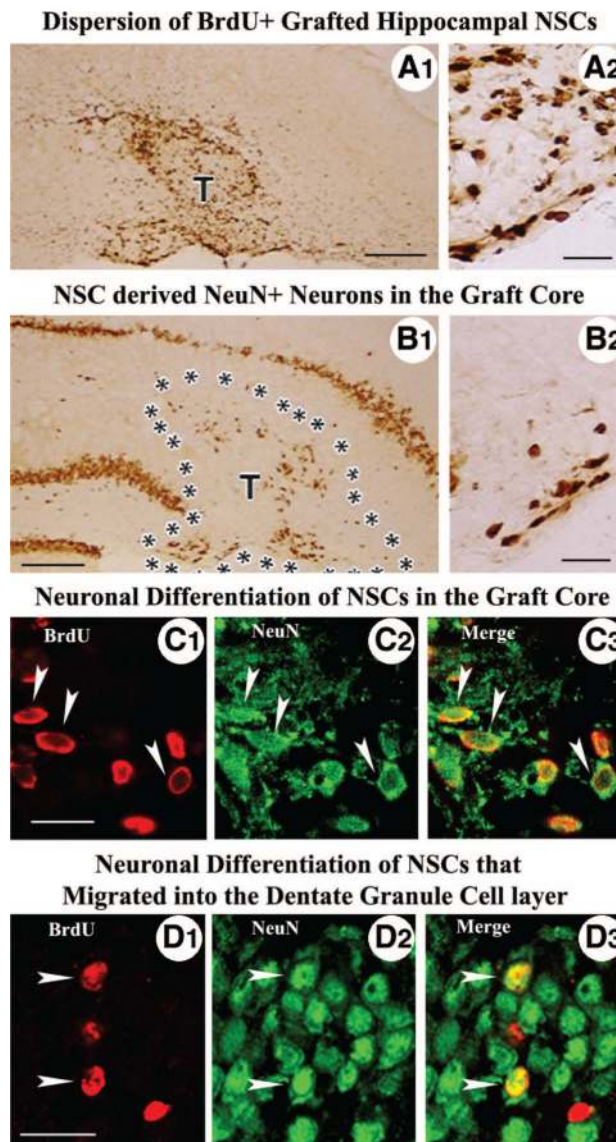 Dispersion of BrdU+ Grafted Hippocampal NSCs
A1
A2
T
NSC derived NeuN+ Neurons in the Graft Core
B1
B2
T
Neuronal Differentiation of NSCs in the Graft Core
BrdU
C1
NeuN
C2
Merge
C3
Neuronal Differentiation of NSCs that
Migrated into the Dentate Granule Cell layer
BrdU
D1
NeuN
D2
Merge
D3